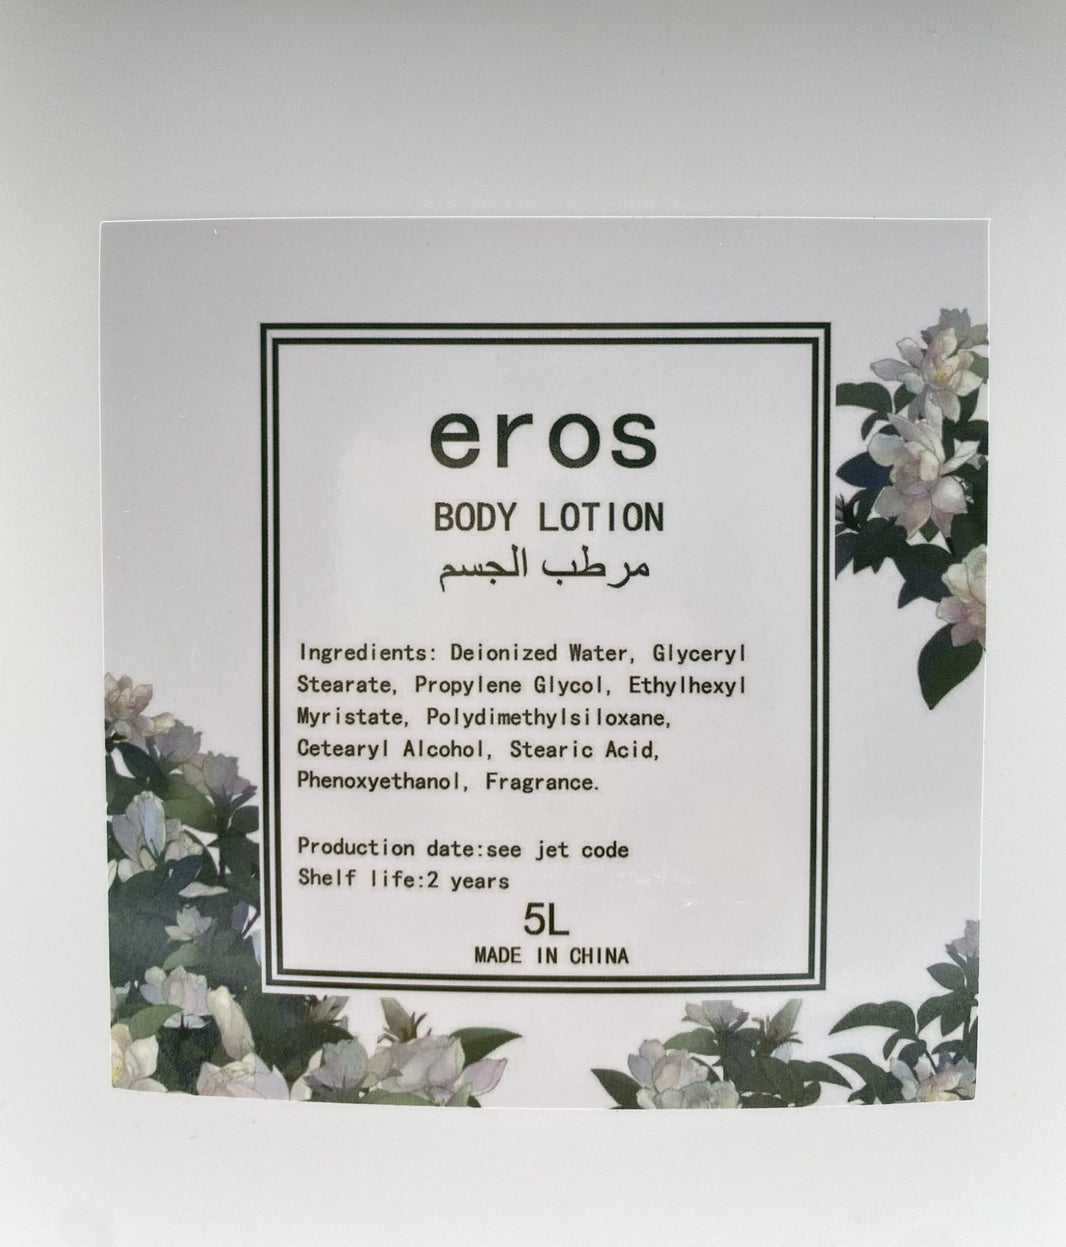 eros
BODY LOTION
مرطب الجسم
Ingredients: Deionized Water, Glyceryl
Stearate, Propylene Glycol, Ethylhexyl
Myristate, Polydimethylsiloxane,
Cetearyl Alcohol, Stearic Acid,
Phenoxyethanol, Fragrance.
Production date:see jet code
Shelf life:2 years
5L
MADE IN CHINA